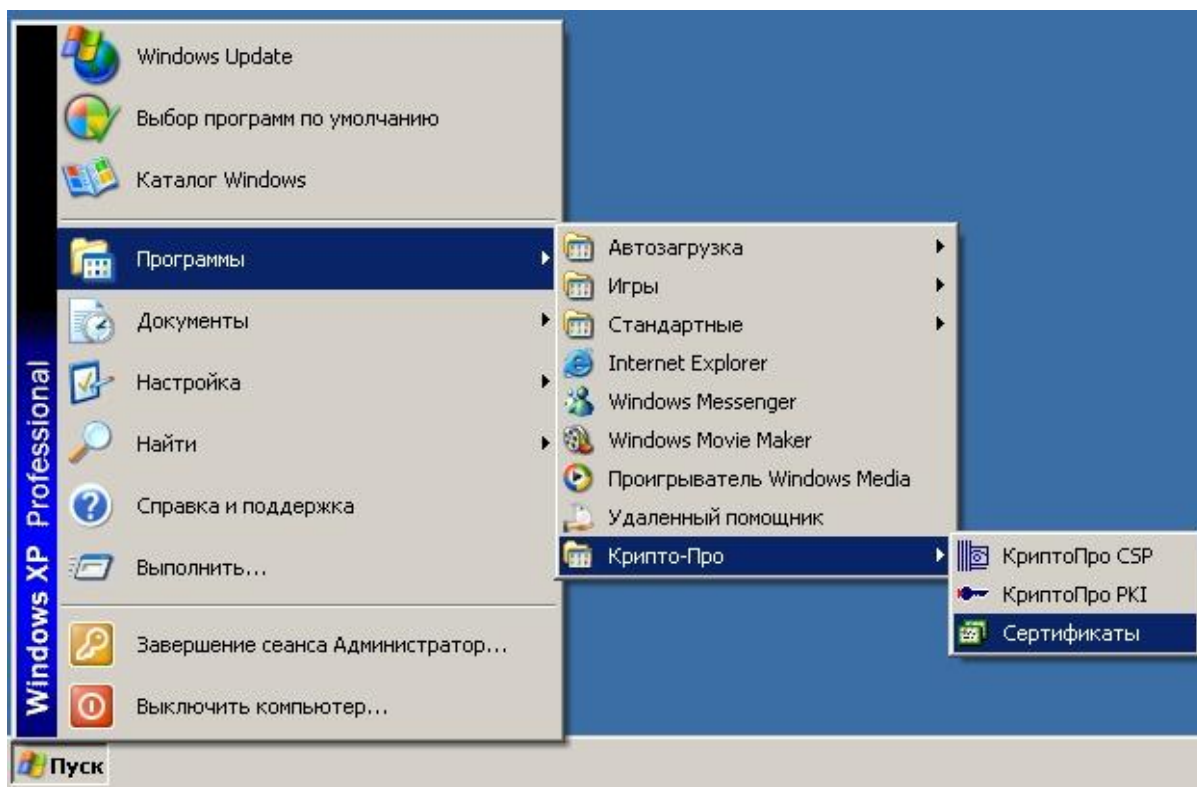 Windows XP Professional
Windows Update
Выбор программ по умолчанию
Каталог Windows
Программы
Документы
Настройка
Найти
Справка и поддержка
Выполнить...
Завершение сеанса Администратор...
Выключить компьютер...
Автозагрузка
Игры
Стандартные
Internet Explorer
Windows Messenger
Windows Movie Maker
Проигрыватель Windows Media
Удаленный помощник
Крипто-Про
КриптоПро CSP
КриптоПро PKI
Сертификаты
Пуск